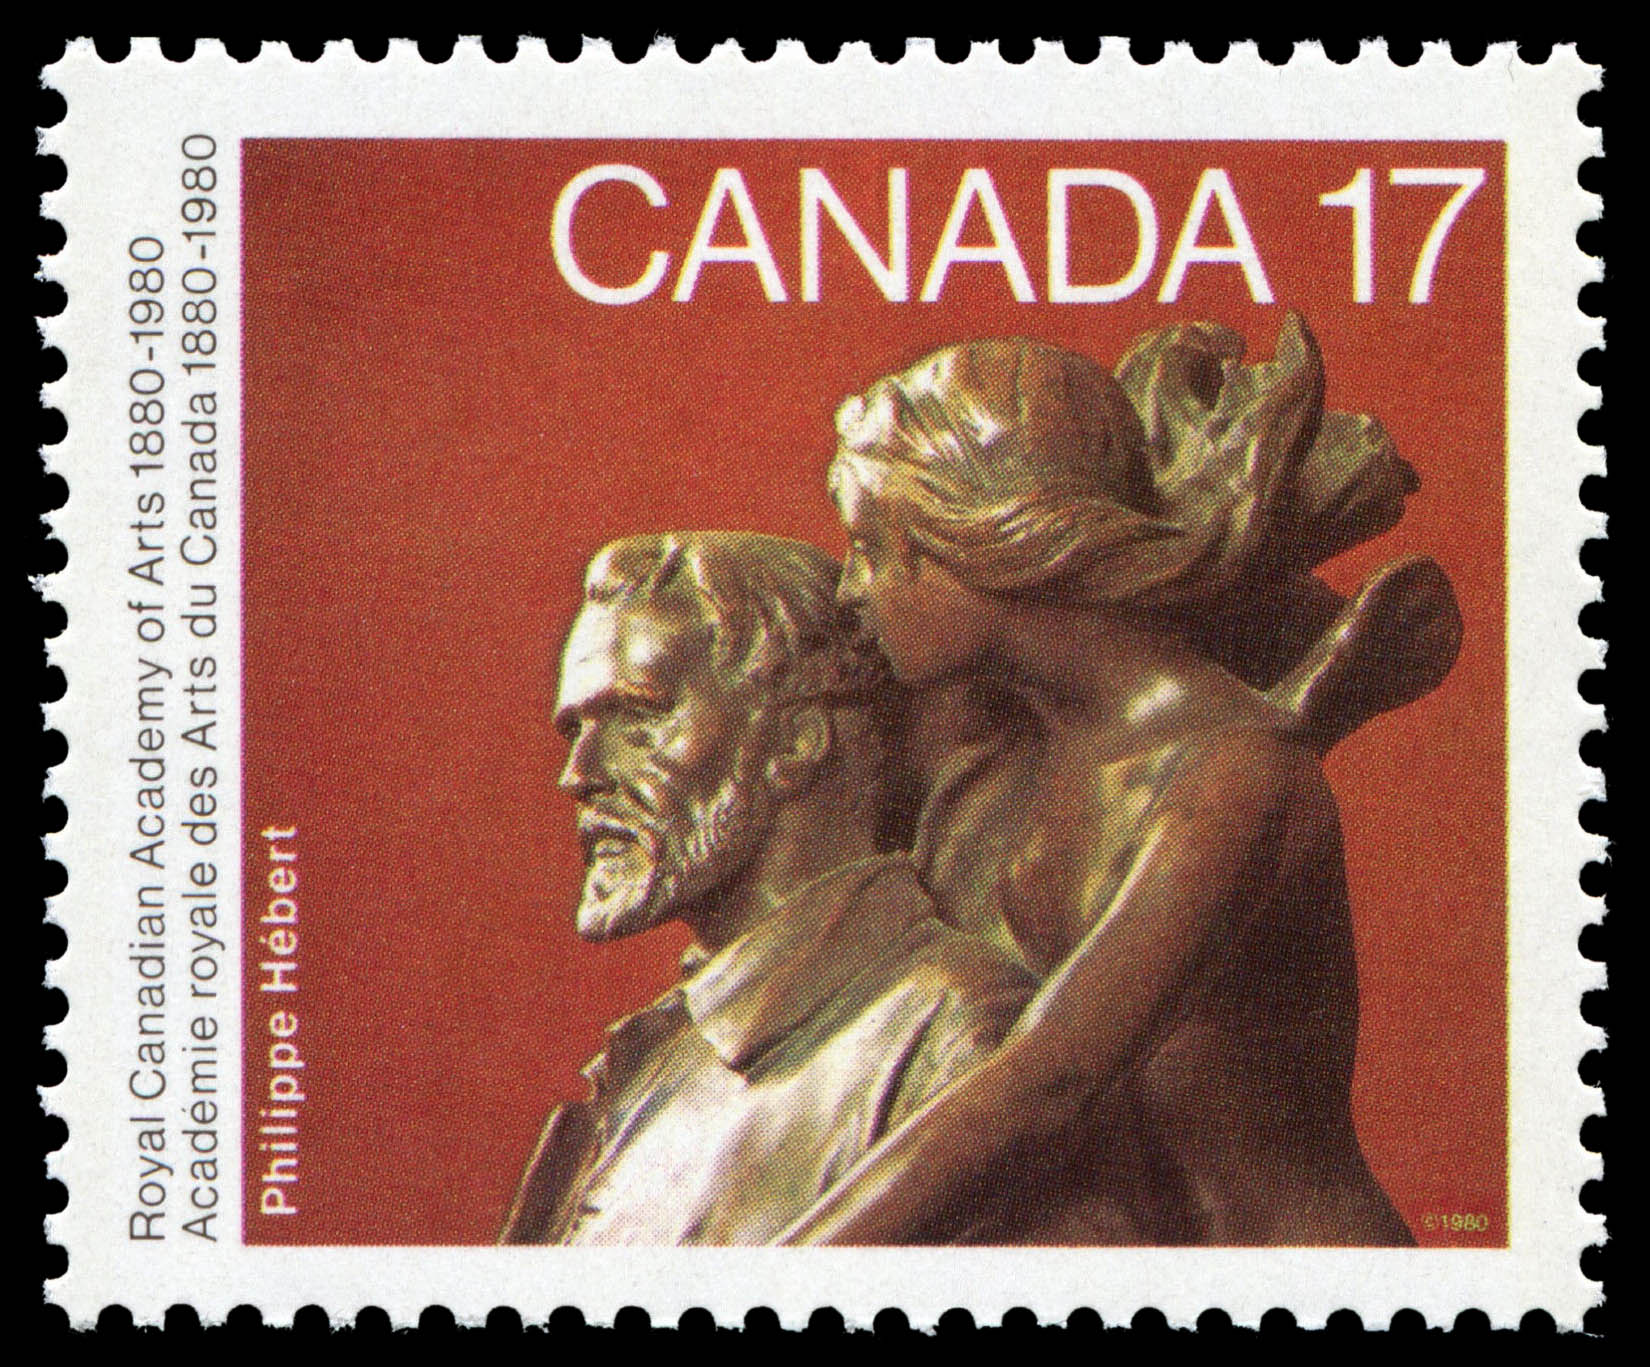 CANADA 17
Royal Canadian Academy of Arts 1880-1980
Académie royale des Arts du Canada 1880-1980
Philippe Hébert
©1980